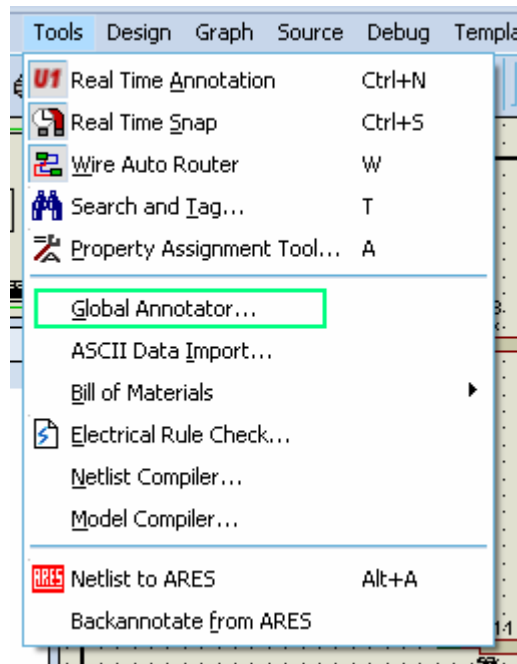 Tools Design Graph Source Debug Templa
U1 Real Time Annotation Ctrl+N
Real Time Snap Ctrl+S
Wire Auto Router W
Search and Tag... T
Property Assignment Tool... A
Global Annotator...
ASCII Data Import...
Bill of Materials
Electrical Rule Check...
Netlist Compiler...
Model Compiler...
ARES Netlist to ARES Alt+A
Backannotate from ARES